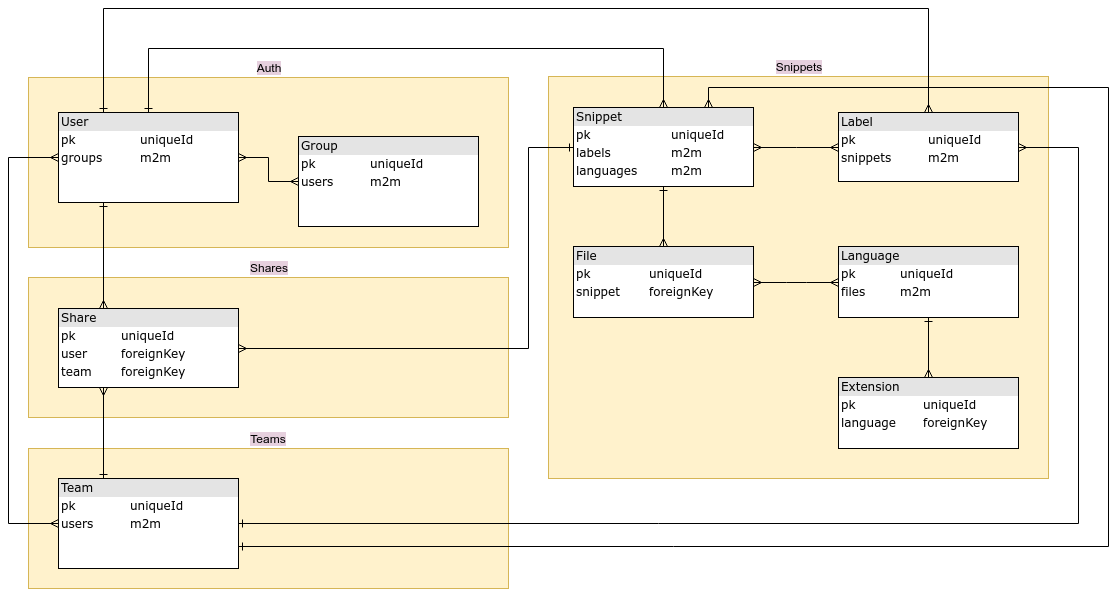 Auth
User
pk uniqueId
groups m2m
Group
pk uniqueId
users m2m
Shares
Share
pk uniqueId
user foreignKey
team foreignKey
Teams
Team
pk uniqueId
users m2m
Snippets
Snippet
pk uniqueId
labels m2m
languages m2m
Label
pk uniqueId
snippets m2m
File
pk uniqueId
snippet foreignKey
Language
pk uniqueId
files m2m
Extension
pk uniqueId
language foreignKey